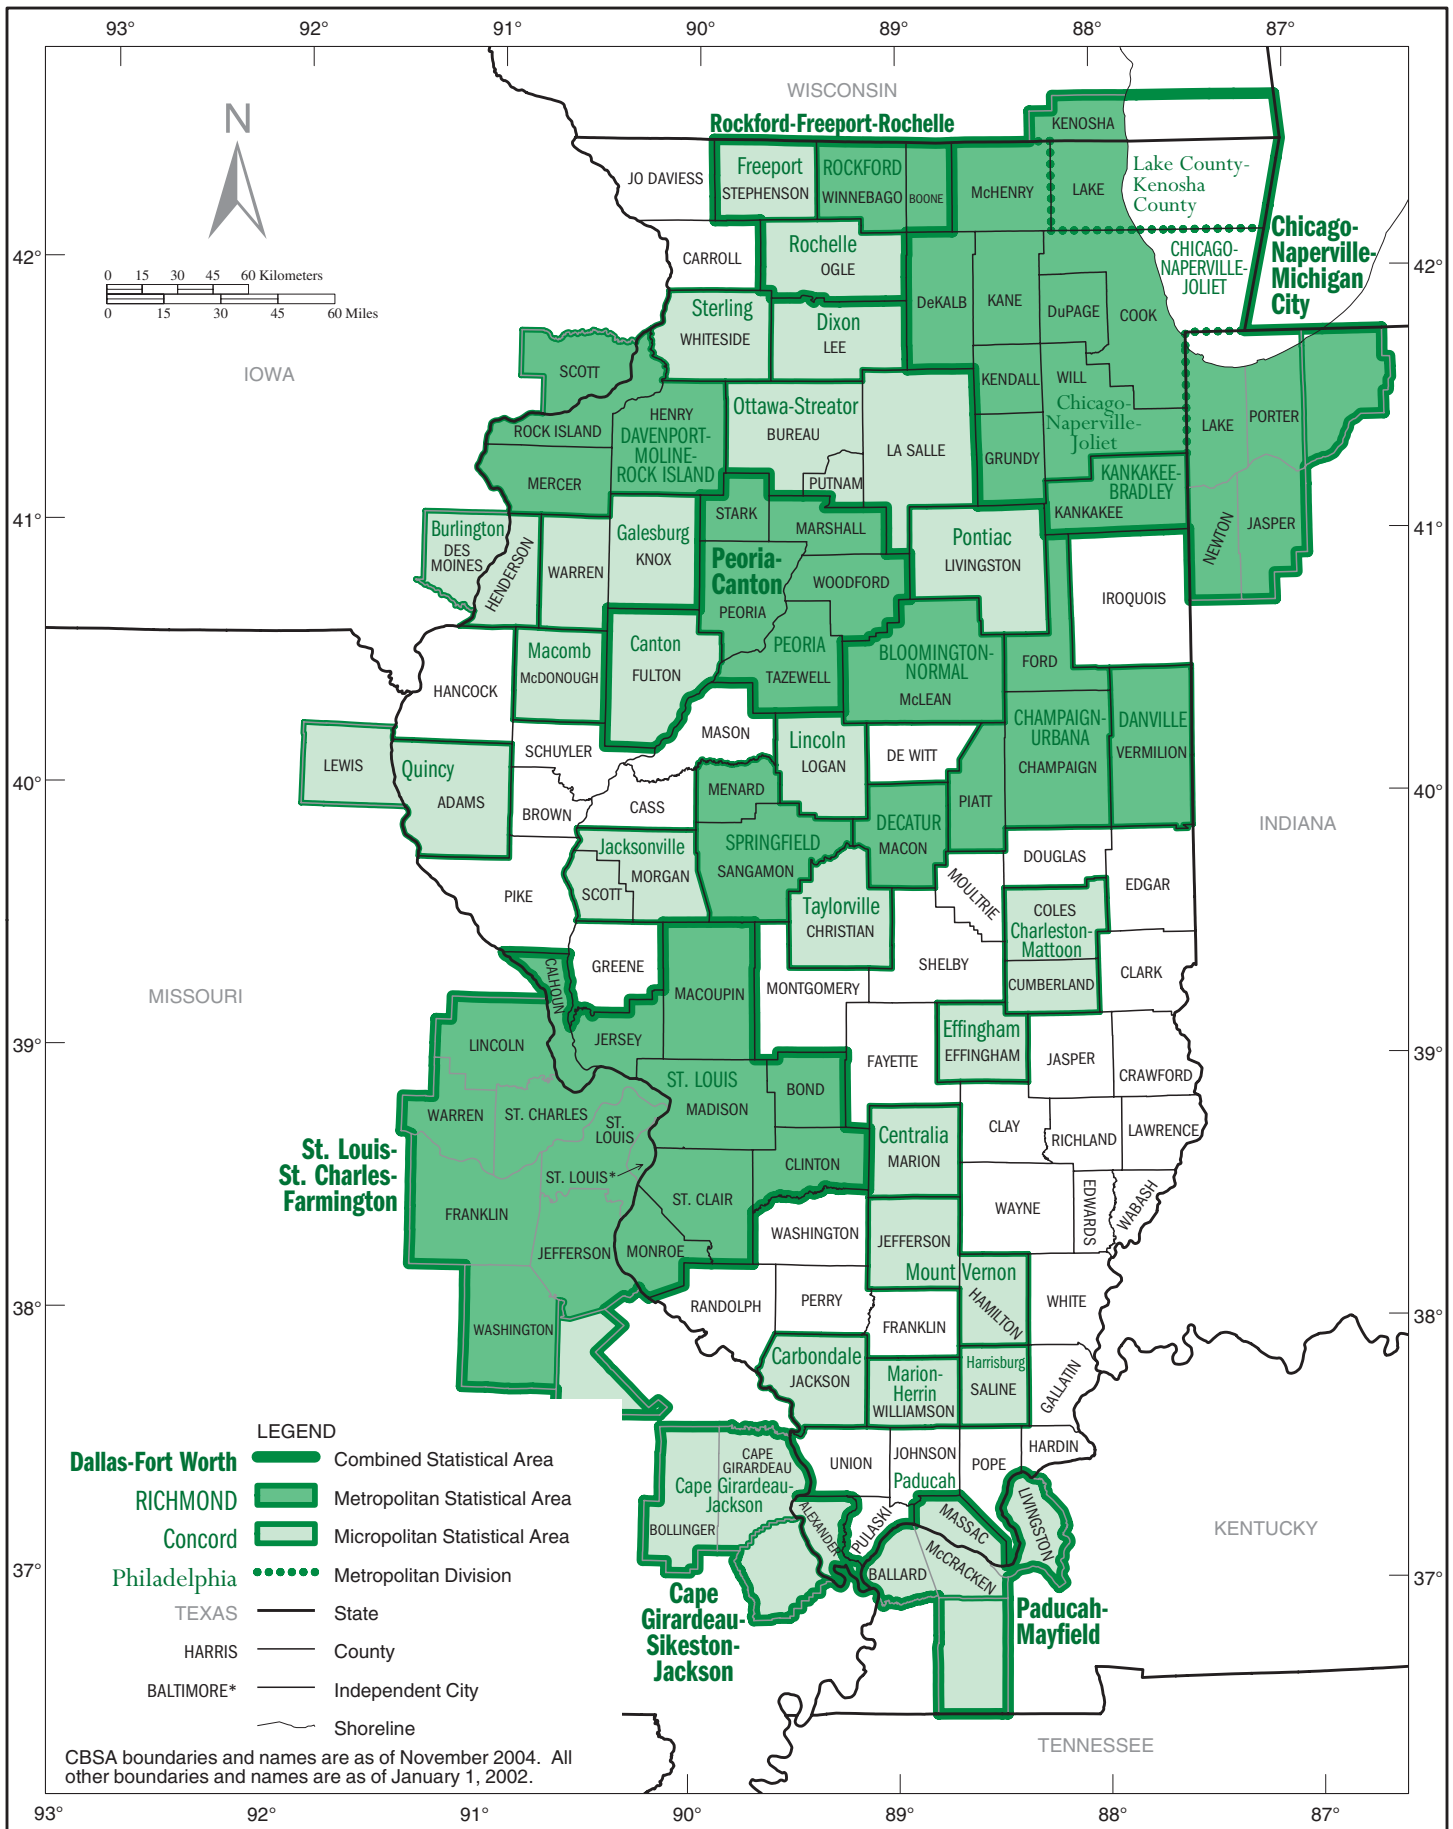 93°
92°
91°
90°
89°
88°
87°
WISCONSIN
Rockford-Freeport-Rochelle
KENOSHA
N
JO DAVIESS
Freeport
STEPHENSON
ROCKFORD
WINNEBAGO
BOONE
McHENRY
LAKE
Lake County-
Kenosha
County
42°
CARROLL
Rochelle
OGLE
CHICAGO-
NAPERVILLE-
JOLIET
Chicago-
Naperville-
Michigan
City
42°
0 15 30 45 60 Kilometers
0 15 30 45 60 Miles
Sterling
WHITESIDE
Dixon
LEE
DeKALB
KANE
DuPAGE
COOK
IOWA
SCOTT
KENDALL
WILL
Chicago-
Naperville-
Joliet
HENRY
DAVENPORT-
MOLINE-
ROCK ISLAND
ROCK ISLAND
MERCER
Ottawa-Streator
BUREAU
LA SALLE
PUTNAM
GRUNDY
LAKE
PORTER
KANKAKEE-
BRADLEY
KANKAKEE
NEWTON
JASPER
41°
41°
Burlington
DES
MOINES
HENDERSON
WARREN
Galesburg
KNOX
STARK
MARSHALL
Peoria-
Canton
PEORIA
WOODFORD
Pontiac
LIVINGSTON
IROQUOIS
HANCOCK
Macomb
McDONOUGH
Canton
FULTON
PEORIA
TAZEWELL
BLOOMINGTON-
NORMAL
McLEAN
FORD
SCHUYLER
MASON
Lincoln
LOGAN
DE WITT
CHAMPAIGN-
URBANA
CHAMPAIGN
DANVILLE
VERMILION
40°
40°
LEWIS
Quincy
ADAMS
BROWN
CASS
MENARD
PIATT
INDIANA
Jacksonville
MORGAN
SCOTT
SPRINGFIELD
SANGAMON
DECATUR
MACON
DOUGLAS
EDGAR
PIKE
MOULTRIE
Taylorville
CHRISTIAN
COLES
Charleston-
Mattoon
CUMBERLAND
CLARK
MISSOURI
CALHOUN
GREENE
MACOUPIN
MONTGOMERY
SHELBY
39°
39°
LINCOLN
JERSEY
FAYETTE
Effingham
EFFINGHAM
JASPER
CRAWFORD
WARREN
ST. CHARLES
ST.
LOUIS
ST. LOUIS*
ST. LOUIS
MADISON
BOND
Centralia
MARION
CLAY
RICHLAND
LAWRENCE
St. Louis-
St. Charles-
Farmington
CLINTON
FRANKLIN
ST. CLAIR
WAYNE
EDWARDS
WABASH
JEFFERSON
MONROE
WASHINGTON
JEFFERSON
Mount Vernon
HAMILTON
38°
38°
WASHINGTON
RANDOLPH
PERRY
FRANKLIN
WHITE
Carbondale
JACKSON
Marion-
Herrin
WILLIAMSON
Harrisburg
SALINE
GALLATIN
LEGEND
Dallas-Fort Worth
Combined Statistical Area
RICHMOND
Metropolitan Statistical Area
Concord
Micropolitan Statistical Area
Philadelphia
Metropolitan Division
TEXAS
State
HARRIS
County
BALTIMORE*
Independent City
Shoreline
CAPE
GIRARDEAU
Cape Girardeau-
Jackson
BOLLINGER
UNION
JOHNSON
Paducah
POPE
HARDIN
ALEXANDER
PULASKI
MASSAC
LIVINGSTON
KENTUCKY
37°
37°
BALLARD
McCRACKEN
Cape
Girardeau-
Sikeston-
Jackson
Paducah-
Mayfield
TENNESSEE
CBSA boundaries and names are as of November 2004. All
other boundaries and names are as of January 1, 2002.
93°
92°
91°
90°
89°
88°
87°